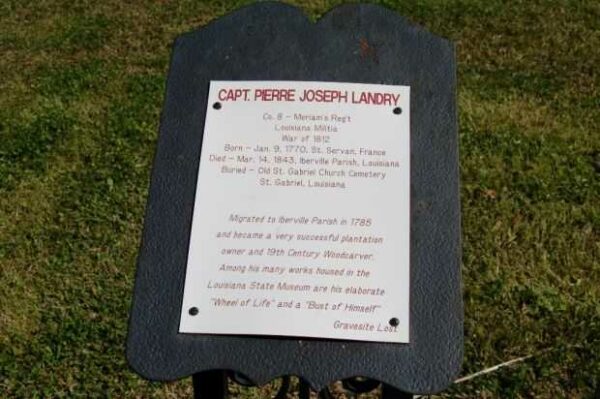 CAPT. PIERRE JOSEPH LANDRY
Co. 8 - Meriam's Reg't
Louisiana Militia
War of 1812
Born - Jan. 9, 1770, St. Servan, France
Died - Mar. 14, 1843, Iberville Parish, Louisiana
Buried - Old St. Gabriel Church Cemetery
St. Gabriel, Louisiana
Migrated to Iberville Parish in 1785
and became a very successful plantation
owner and 19th Century Woodcarver.
Among his many works housed in the
Louisiana State Museum are his elaborate
"Wheel of Life" and a "Bust of Himself"
Gravesite Lost